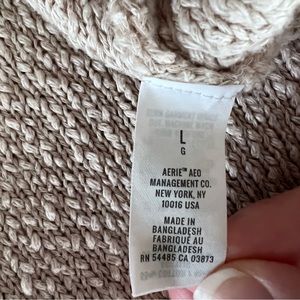 L
G
AERIE™ AEO
MANAGEMENT CO.
NEW YORK, NY
10016 USA
MADE IN
BANGLADESH
FABRIQUÉ AU
BANGLADESH
RN 54485 CA 03873